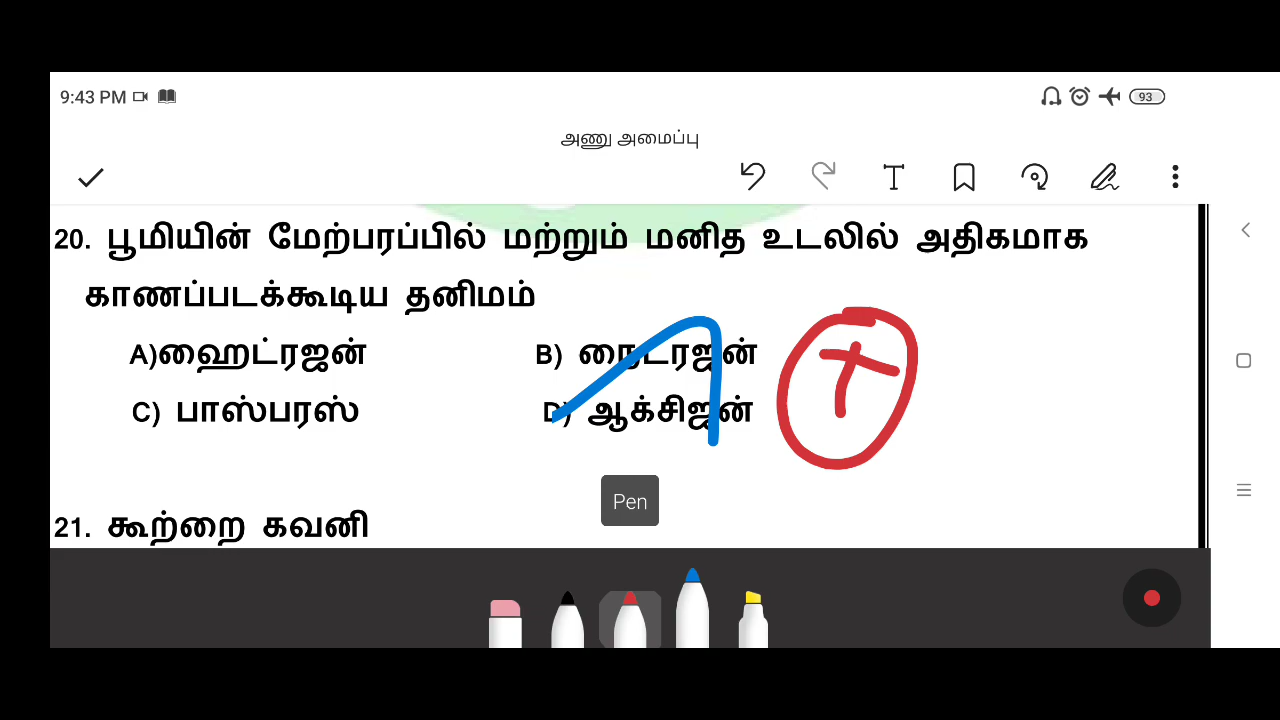 9:43 PM
93
அணு அமைப்பு
T
20. பூமியின் மேற்பரப்பில் மற்றும் மனித உடலில் அதிகமாக
காணப்படக்கூடிய தனிமம்
A)ஹைட்ரஜன் B) நைடரஜன்
C) பாஸ்பரஸ் D) ஆக்சிஜன்
Pen
21. கூற்றை கவனி